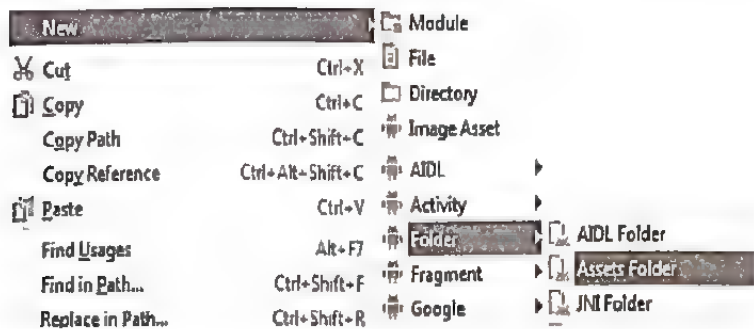 New
Cut Ctrl+X
Copy Ctrl+C
Copy Path Ctrl+Shift+C
Copy Reference Ctrl+Alt+Shift+C
Paste Ctrl+V
Find Usages Alt+F7
Find in Path... Ctrl+Shift+F
Replace in Path... Ctrl+Shift+R
Module
File
Directory
Image Asset
AIDL
Activity
Folder
Fragment
Google
AIDL Folder
Assets Folder
JNI Folder